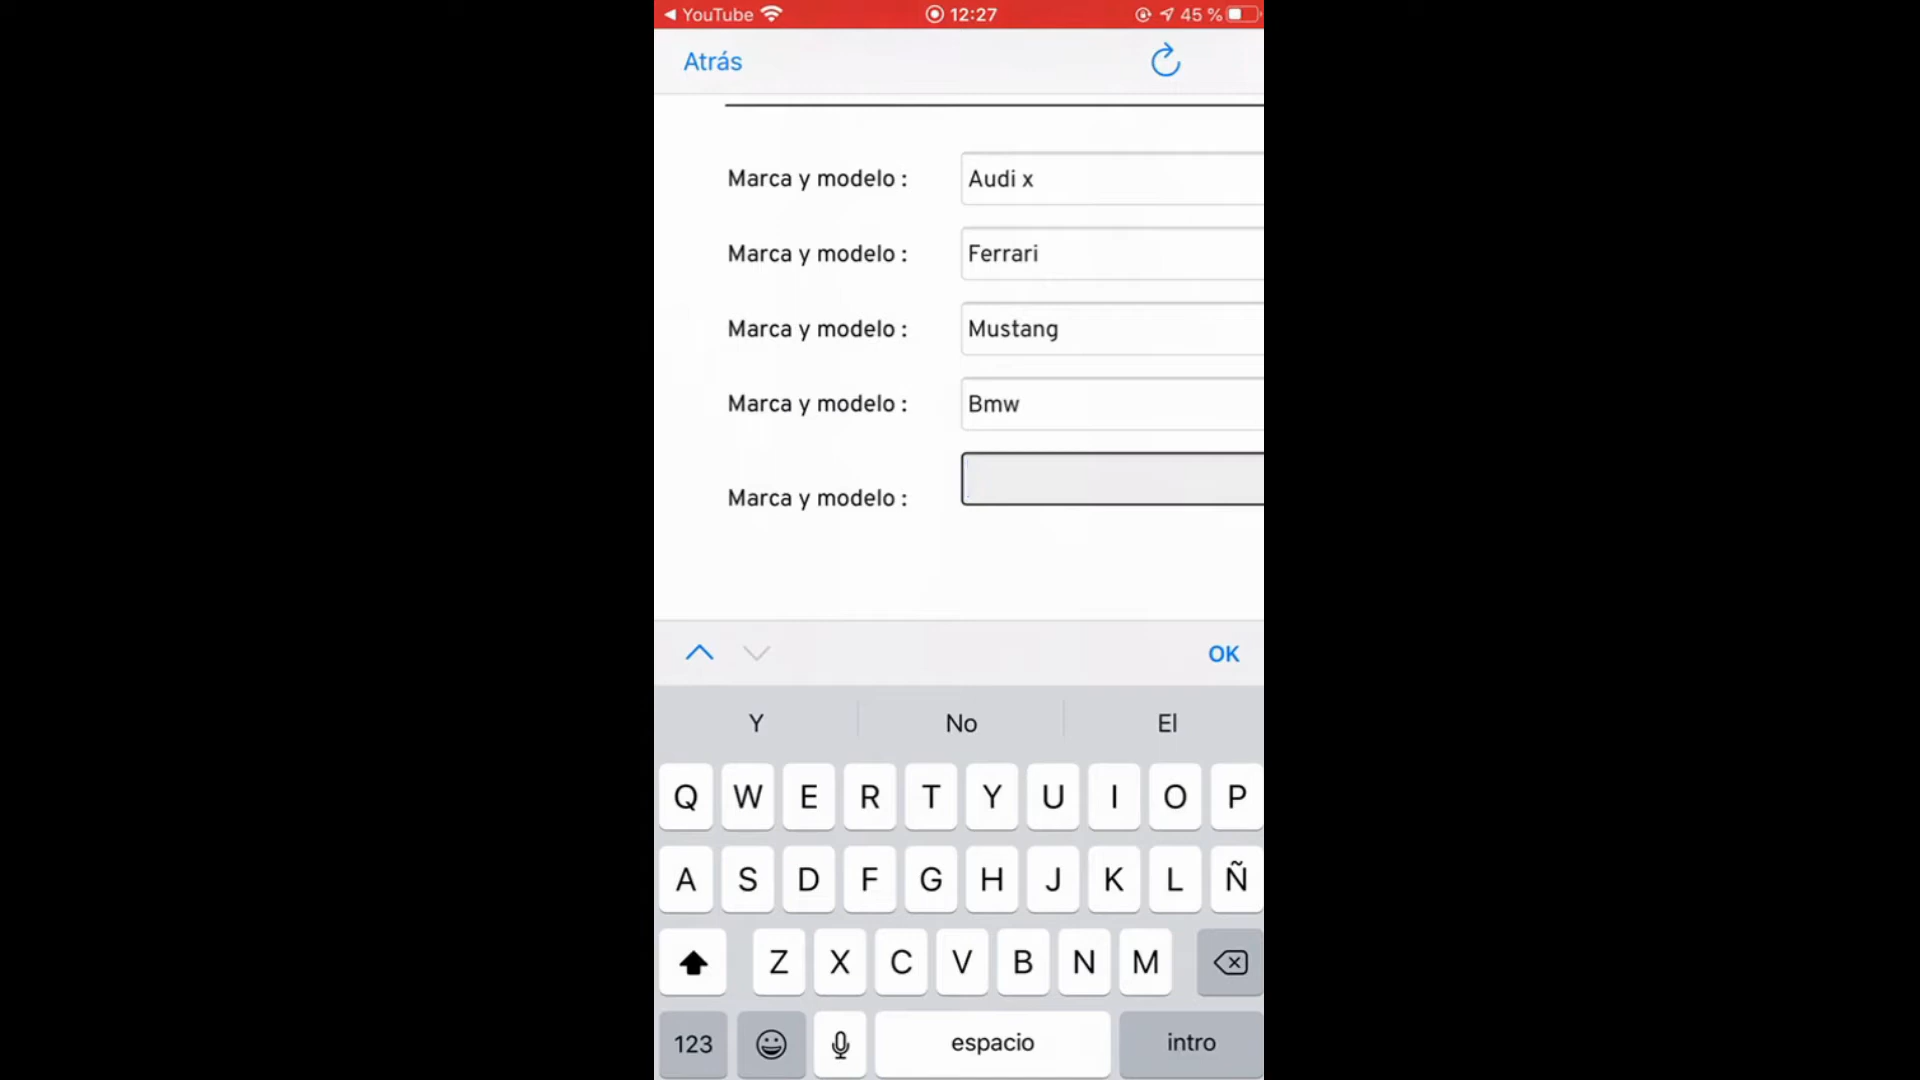 YouTube 12:27 45 %
Atrás
Marca y modelo : Audi x
Marca y modelo : Ferrari
Marca y modelo : Mustang
Marca y modelo : Bmw
Marca y modelo :
OK
Y No El
Q W E R T Y U I O P
A S D F G H J K L Ñ
Z X C V B N M
123 espacio intro